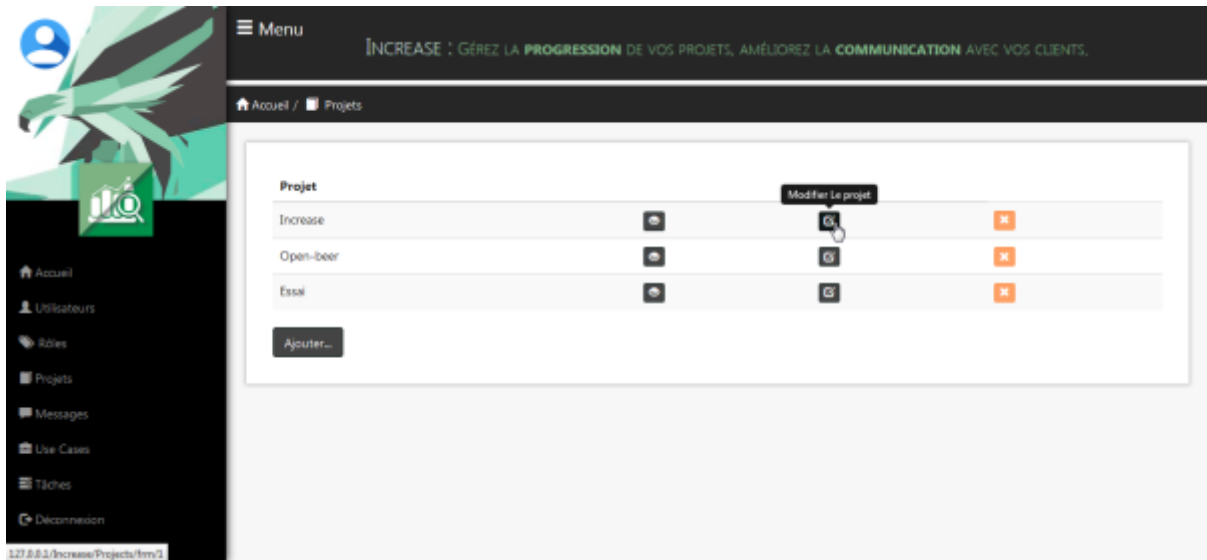 Menu
INCREASE : GÉREZ LA PROGRESSION DE VOS PROJETS, AMÉLIOREZ LA COMMUNICATION AVEC VOS CLIENTS.
Accueil / Projets
Projet
Modifier Le projet
Increase
Open-beer
Essai
Ajouter...
Accueil
Utilisateurs
Rôles
Projets
Messages
Use Cases
Tâches
Déconnexion
127.0.0.1/Increase/Projects/frm/1